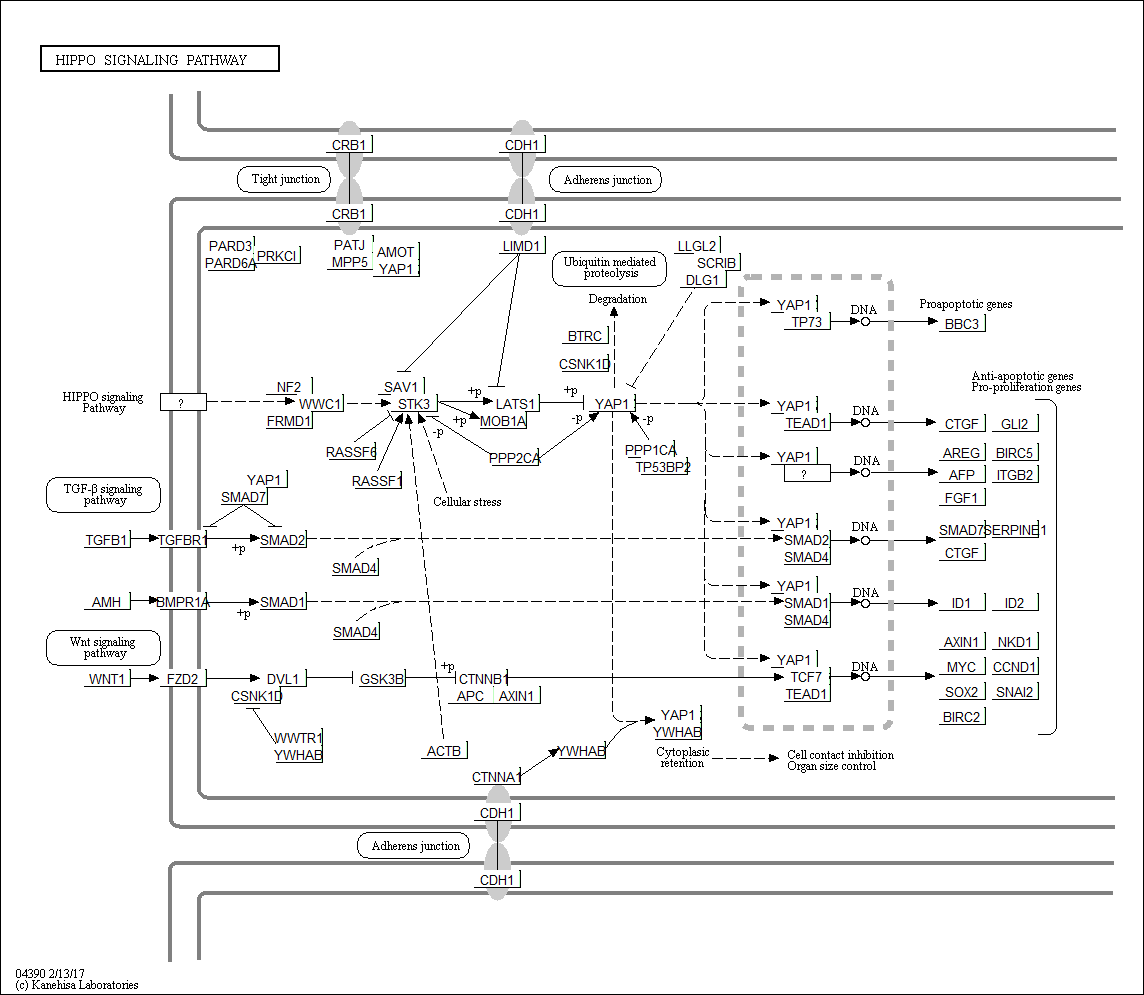 HIPPO SIGNALING PATHWAY
CRB1
CDH1
Tight junction
Adherens junction
CRB1
CDH1
PARD3
PARD6A
PRKCI
PATJ
MPP5
AMOT
YAP1
LIMD1
Ubiquitin mediated
proteolysis
LLGL2
SCRIB
DLG1
Degradation
BTRC
CSNK1D
YAP1
TP73
DNA
Proapoptotic genes
BBC3
HIPPO signaling
Pathway
?
NF2
WWC1
FRMD1
SAV1
STK3
+p
+p
-p
LATS1
MOB1A
+p
-p
YAP1
-p
YAP1
TEAD1
DNA
Anti-apoptotic genes
Pro-proliferation genes
CTGF
GLI2
RASSF6
RASSF1
PPP2CA
PPP1CA
TP53BP2
Cellular stress
YAP1
?
DNA
AREG
BIRC5
AFP
ITGB2
FGF1
TGF-β signaling
pathway
YAP1
SMAD7
TGFB1
TGFBR1
+p
SMAD2
SMAD4
YAP1
SMAD2
SMAD4
DNA
SMAD7
SERPINE1
CTGF
AMH
BMPR1A
+p
SMAD1
SMAD4
YAP1
SMAD1
SMAD4
DNA
ID1
ID2
Wnt signaling
pathway
WNT1
FZD2
DVL1
CSNK1D
GSK3B
+p
CTNNB1
APC
AXIN1
YAP1
TCF7
TEAD1
DNA
AXIN1
NKD1
MYC
CCND1
SOX2
SNAI2
BIRC2
WWTR1
YWHAB
ACTB
YWHAB
YAP1
YWHAB
Cytoplasic
retention
Cell contact inhibition
Organ size control
CTNNA1
CDH1
Adherens junction
CDH1
04390 2/13/17
(c) Kanehisa Laboratories